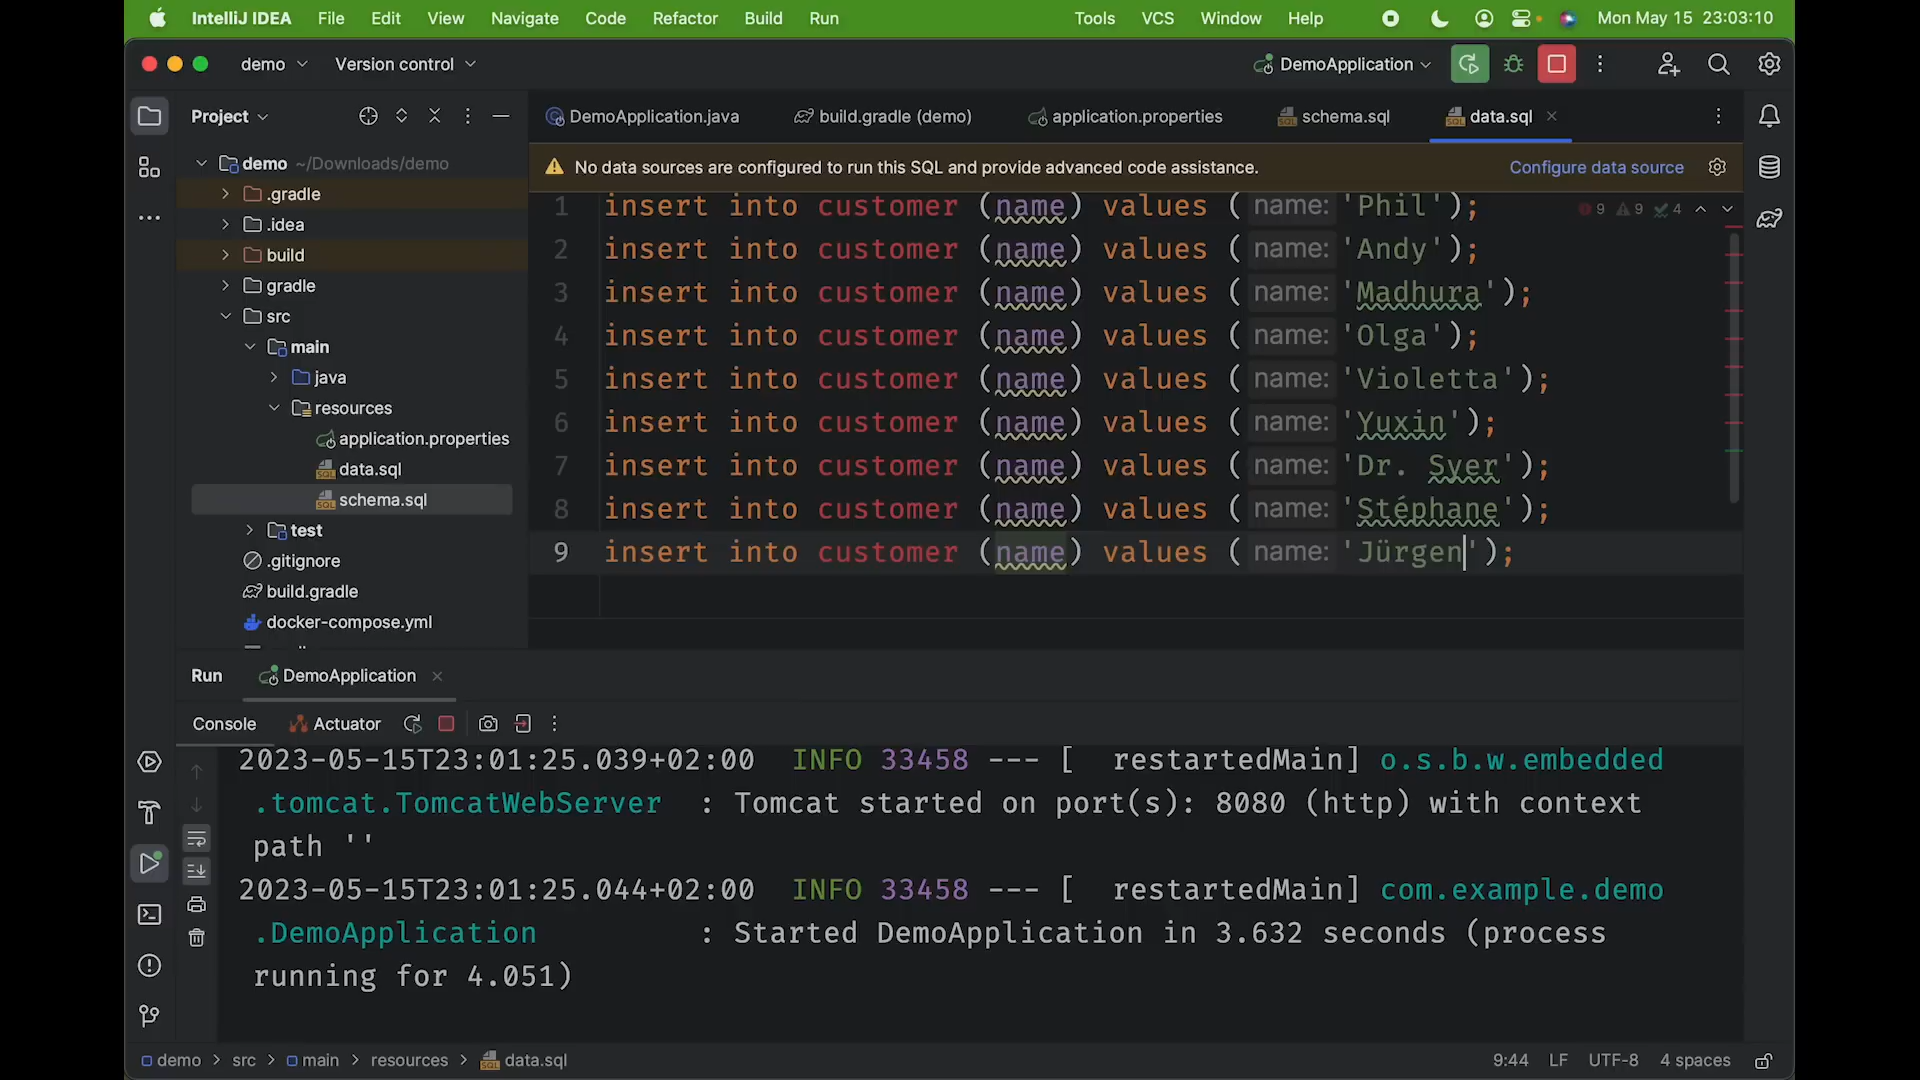 IntelliJ IDEA File Edit View Navigate Code Refactor Build Run Tools VCS Window Help Mon May 15 23:03:10
demo Version control DemoApplication
Project
DemoApplication.java build.gradle (demo) application.properties schema.sql data.sql
No data sources are configured to run this SQL and provide advanced code assistance. Configure data source
demo ~/Downloads/demo
.gradle
.idea
build
gradle
src
main
java
resources
application.properties
data.sql
schema.sql
test
.gitignore
build.gradle
docker-compose.yml
1 insert into customer (name) values ( name: 'Phil');
2 insert into customer (name) values ( name: 'Andy');
3 insert into customer (name) values ( name: 'Madhura');
4 insert into customer (name) values ( name: 'Olga');
5 insert into customer (name) values ( name: 'Violetta');
6 insert into customer (name) values ( name: 'Yuxin');
7 insert into customer (name) values ( name: 'Dr. Syer');
8 insert into customer (name) values ( name: 'Stéphane');
9 insert into customer (name) values ( name: 'Jürgen');
9 9 4
Run DemoApplication
Console Actuator
2023-05-15T23:01:25.039+02:00 INFO 33458 --- [ restartedMain] o.s.b.w.embedded
.tomcat.TomcatWebServer : Tomcat started on port(s): 8080 (http) with context
path ''
2023-05-15T23:01:25.044+02:00 INFO 33458 --- [ restartedMain] com.example.demo
.DemoApplication : Started DemoApplication in 3.632 seconds (process
running for 4.051)
demo > src > main > resources > data.sql 9:44 LF UTF-8 4 spaces